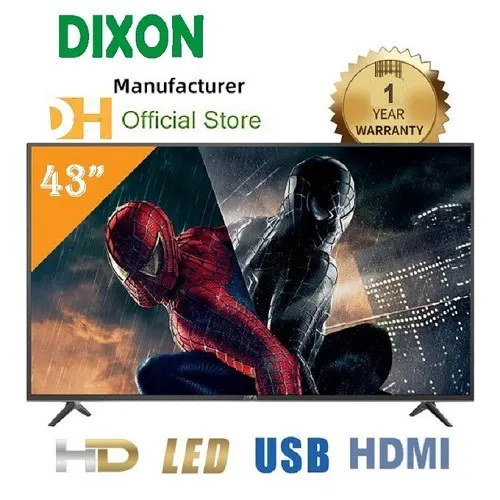 DIXON
Manufacturer
DH Official Store
1
YEAR
WARRANTY
43”
HD LED USB HDMI